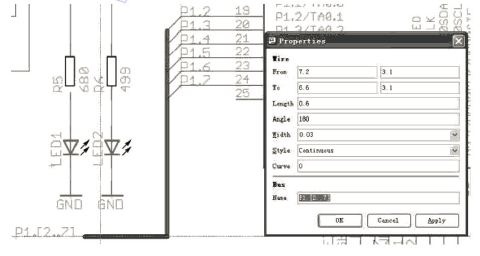 P1.2 19
P1.3 20
P1.4 21
P1.5 22
P1.6 23
P1.7 24
25
P1.2/TA0.1
P1.3/TA0.2
R5
680
R6
499
LED1
LED2
GND
GND
P1.[2..7]
Properties
Wire
From 7.2 3.1
To 6.6 3.1
Length 0.6
Angle 180
Width 0.03
Style Continuous
Curve 0
Bus
Name
OK Cancel Apply